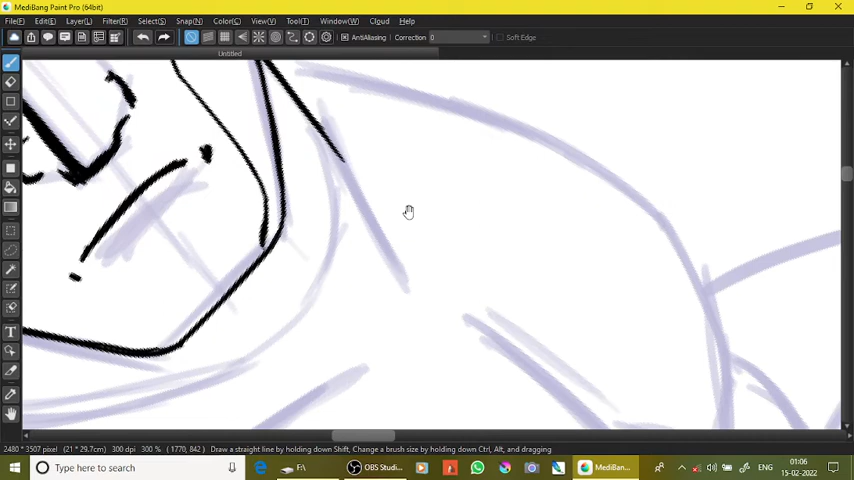 MediBang Paint Pro (64bit)
File(F) Edit(E) Layer(L) Filter(R) Select(S) Snap(N) Color(C) View(V) Tool(T) Window(W) Cloud Help
AntiAliasing Correction 0 Soft Edge
Untitled
2480 * 3507 pixel (21 * 29.7cm) 300 dpi 300 % (1770, 842) Draw a straight line by holding down Shift, Change a brush size by holding down Ctrl, Alt, and dragging
Type here to search
F:\
OBS Studi...
MediBan...
ENG
01:06
15-02-2022